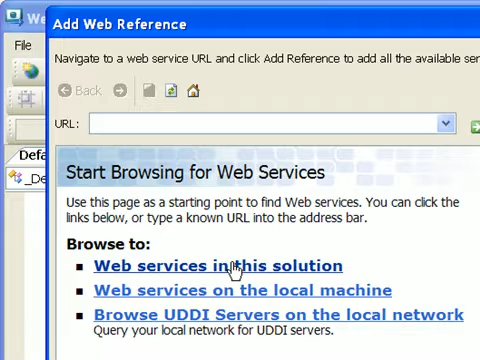 We
Add Web Reference
File
Navigate to a web service URL and click Add Reference to add all the available
Back
URL:
Start Browsing for Web Services
Use this page as a starting point to find Web services. You can click the
links below, or type a known URL into the address bar.
Browse to:
Web services in this solution
Web services on the local machine
Browse UDDI Servers on the local network
Query your local network for UDDI servers.
Defa
_De